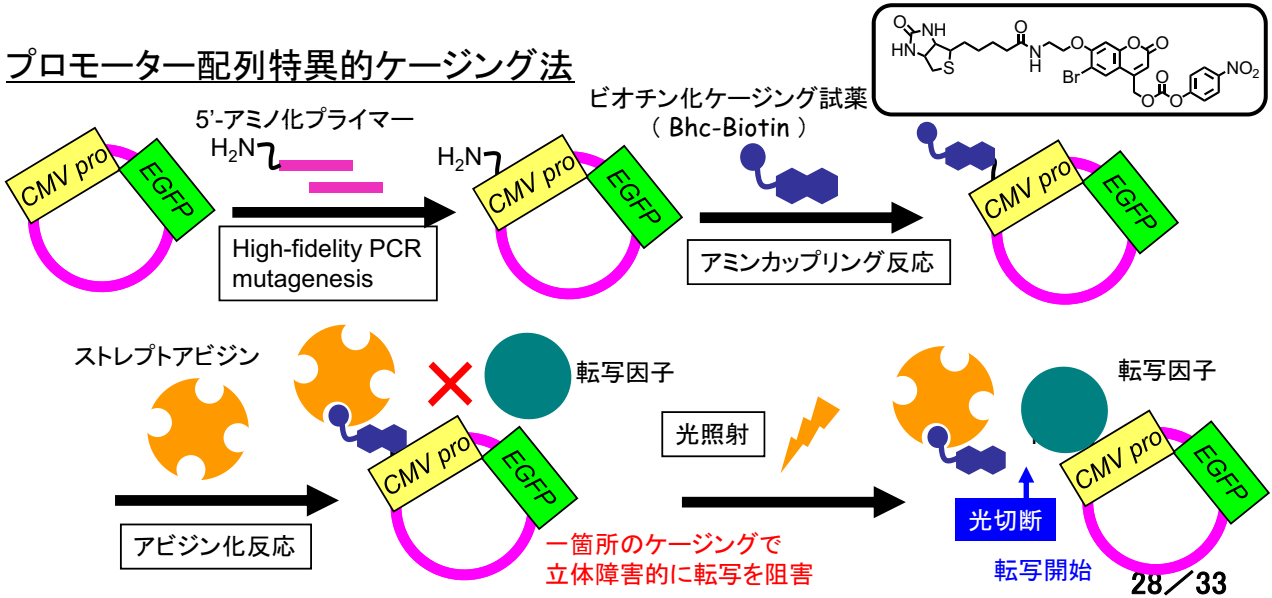 プロモーター配列特異的ケージング法
O
HN
NH
S
O
N
H
O
Br
O
O
O
O
O
NO2
5’-アミノ化プライマー
H2N
CMV pro
EGFP
High-fidelity PCR
mutagenesis
H2N
CMV pro
EGFP
ビオチン化ケージング試薬
( Bhc-Biotin )
アミンカップリング反応
CMV pro
EGFP
ストレプトアビジン
アビジン化反応
転写因子
CMV pro
EGFP
一箇所のケージングで
立体障害的に転写を阻害
光照射
転写因子
CMV pro
EGFP
光切断
転写開始
28/33